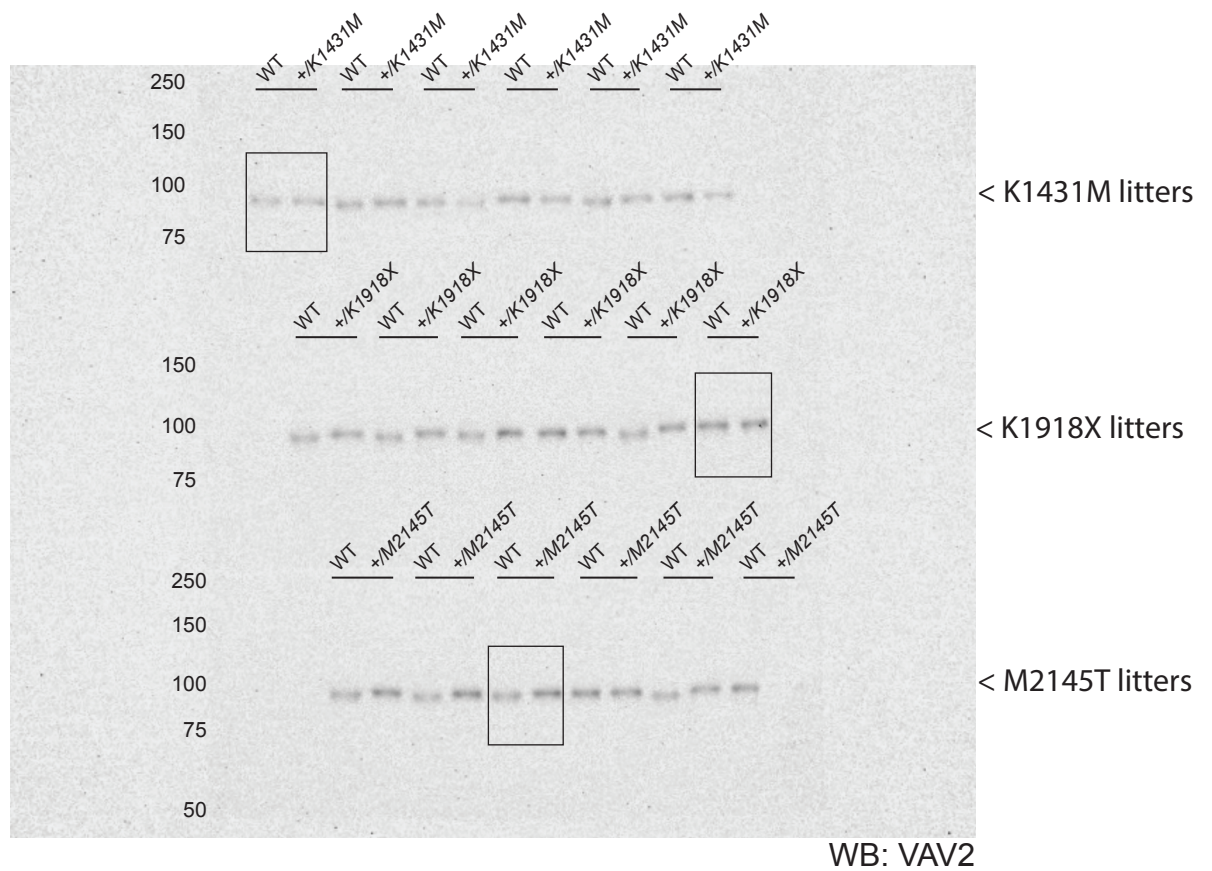 WT +/K1431M WT +/K1431M WT +/K1431M WT +/K1431M WT +/K1431M WT +/K1431M
250
150
100
75
< K1431M litters
WT +/K1918X WT +/K1918X WT +/K1918X WT +/K1918X WT +/K1918X WT +/K1918X
150
100
75
< K1918X litters
WT +/M2145T WT +/M2145T WT +/M2145T WT +/M2145T WT +/M2145T WT +/M2145T
250
150
100
75
50
< M2145T litters
WB: VAV2